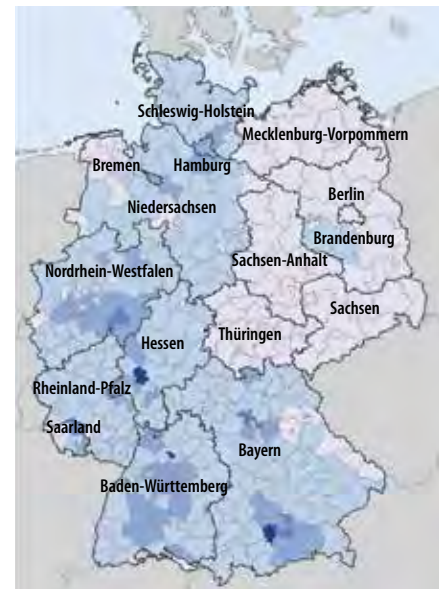 Schleswig-Holstein
Mecklenburg-Vorpommern
Bremen
Hamburg
Berlin
Niedersachsen
Brandenburg
Sachsen-Anhalt
Nordrhein-Westfalen
Sachsen
Thüringen
Hessen
Rheinland-Pfalz
Saarland
Bayern
Baden-Württemberg